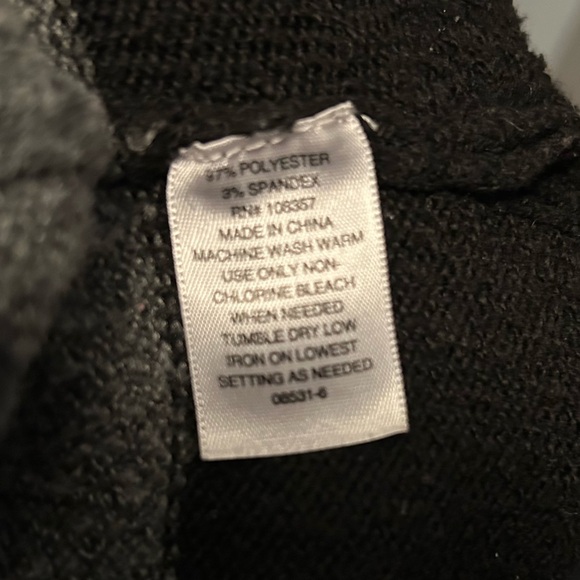 97% POLYESTER
3% SPANDEX
RN# 108357
MADE IN CHINA
MACHINE WASH WARM
USE ONLY NON-
CHLORINE BLEACH
WHEN NEEDED
TUMBLE DRY LOW
IRON ON LOWEST
SETTING AS NEEDED
08531-6